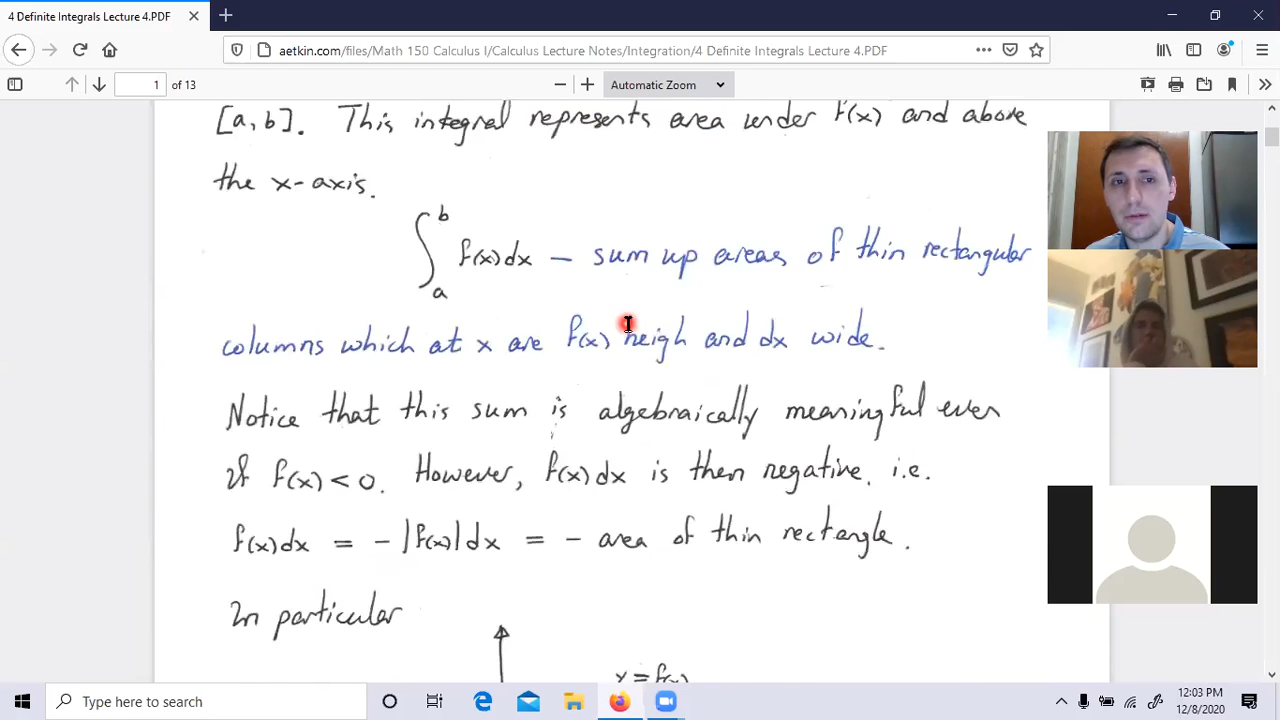 4 Definite Integrals Lecture 4.PDF
aetkin.com/files/Math 150 Calculus I/Calculus Lecture Notes/Integration/4 Definite Integrals Lecture 4.PDF
1 of 13
Automatic Zoom
[a, b]. This integral represents area under f(x) and above
the x-axis.
∫_a^b f(x)dx — sum up areas of thin rectangular
columns which at x are f(x) heigh and dx wide.
Notice that this sum is algebraically meaningful even
if f(x) < 0. However, f(x)dx is then negative. i.e.
f(x)dx = -|f(x)|dx = - area of thin rectangle.
In particular
y = f(x)
Type here to search
12:03 PM
12/8/2020